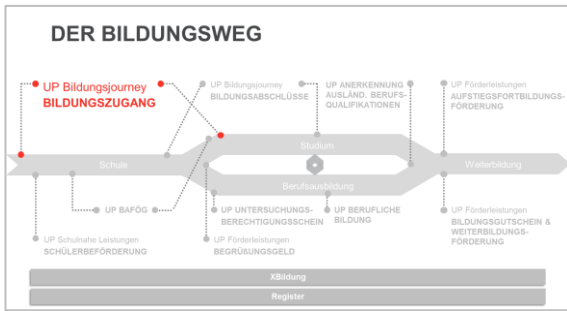 DER BILDUNGSWEG
UP Bildungsjourney
BILDUNGSZUGANG
UP Bildungsjourney
BILDUNGSABSCHLÜSSE
UP ANERKENNUNG
AUSLÄND. BERUFS-
QUALIFIKATIONEN
UP Förderleistungen
AUFSTIEGSFORTBILDUNGS-
FÖRDERUNG
Studium
Schule
Weiterbildung
Berufsausbildung
UP BAFÖG
UP UNTERSUCHUNGS-
BERECHTIGUNGSSCHEIN
UP BERUFLICHE
BILDUNG
UP Förderleistungen
BILDUNGSGUTSCHEIN &
WEITERBILDUNGS-
FÖRDERUNG
UP Schulnahe Leistungen
SCHÜLERBEFÖRDERUNG
UP Förderleistungen
BEGRÜßUNGSGELD
XBildung
Register